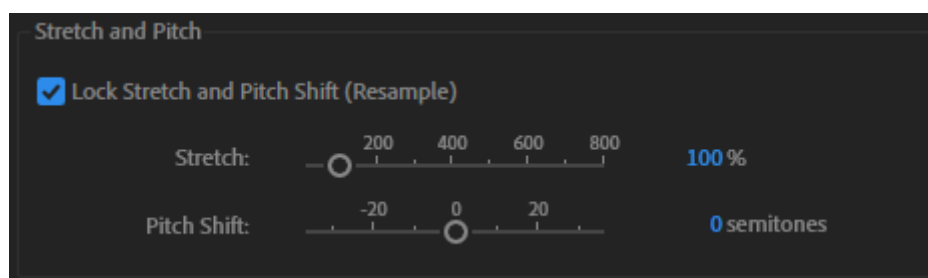 Stretch and Pitch
Lock Stretch and Pitch Shift (Resample)
200 400 600 800
Stretch: 100 %
-20 0 20
Pitch Shift: 0 semitones